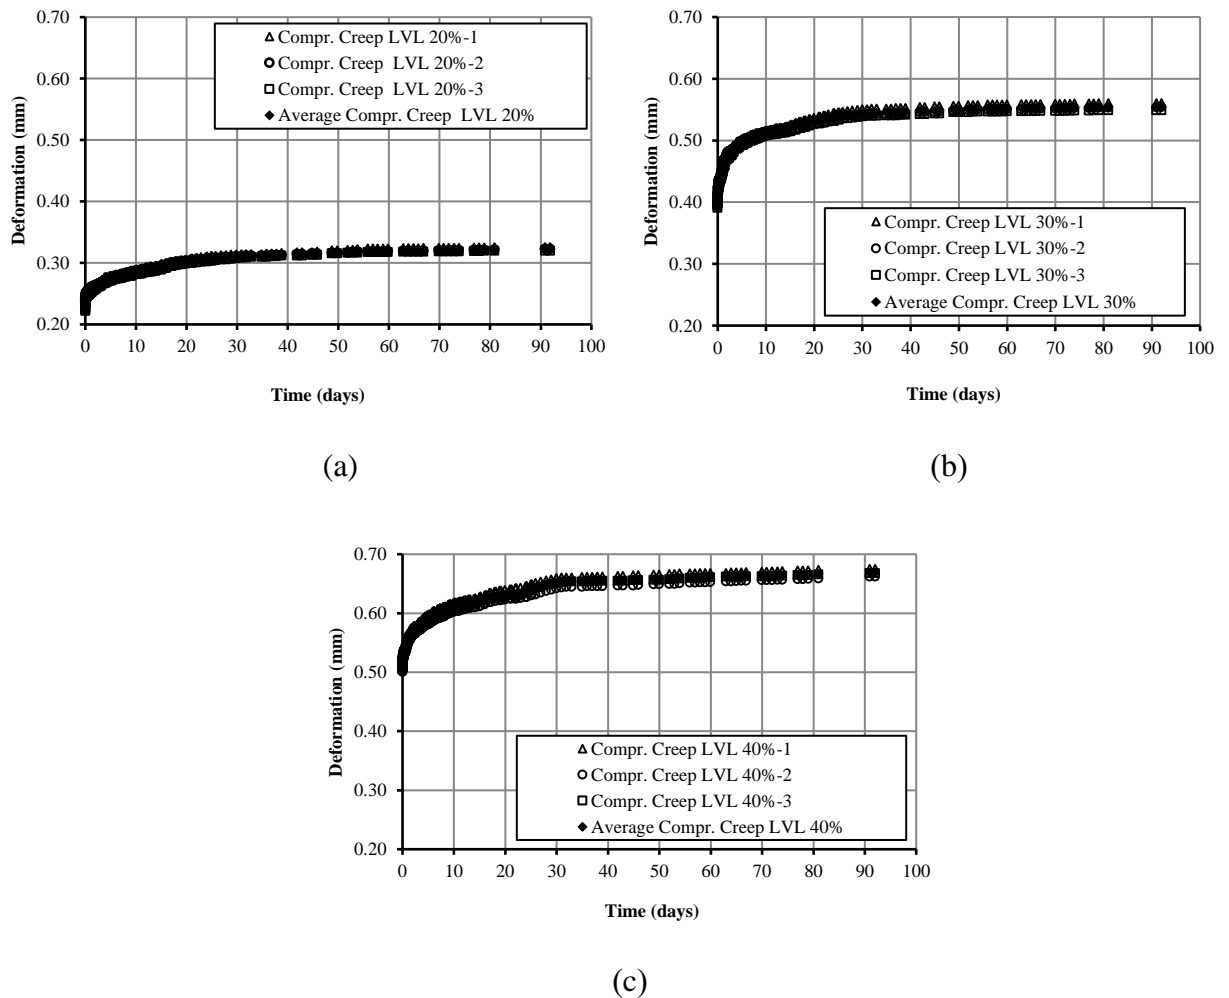 0.70
0.60
0.50
0.40
0.30
0.20
Deformation (mm)
Compr. Creep LVL 20%-1
Compr. Creep  LVL 20%-2
Compr. Creep  LVL 20%-3
Average Compr. Creep  LVL 20%
0 10 20 30 40 50 60 70 80 90 100
Time (days)
(a)
0.70
0.60
0.50
0.40
0.30
0.20
Deformation (mm)
Compr. Creep LVL 30%-1
Compr. Creep LVL 30%-2
Compr. Creep LVL 30%-3
Average Compr. Creep LVL 30%
0 10 20 30 40 50 60 70 80 90 100
Time (days)
(b)
0.70
0.60
0.50
0.40
0.30
0.20
Deformation (mm)
Compr. Creep LVL 40%-1
Compr. Creep LVL 40%-2
Compr. Creep LVL 40%-3
Average Compr. Creep LVL 40%
0 10 20 30 40 50 60 70 80 90 100
Time (days)
(c)